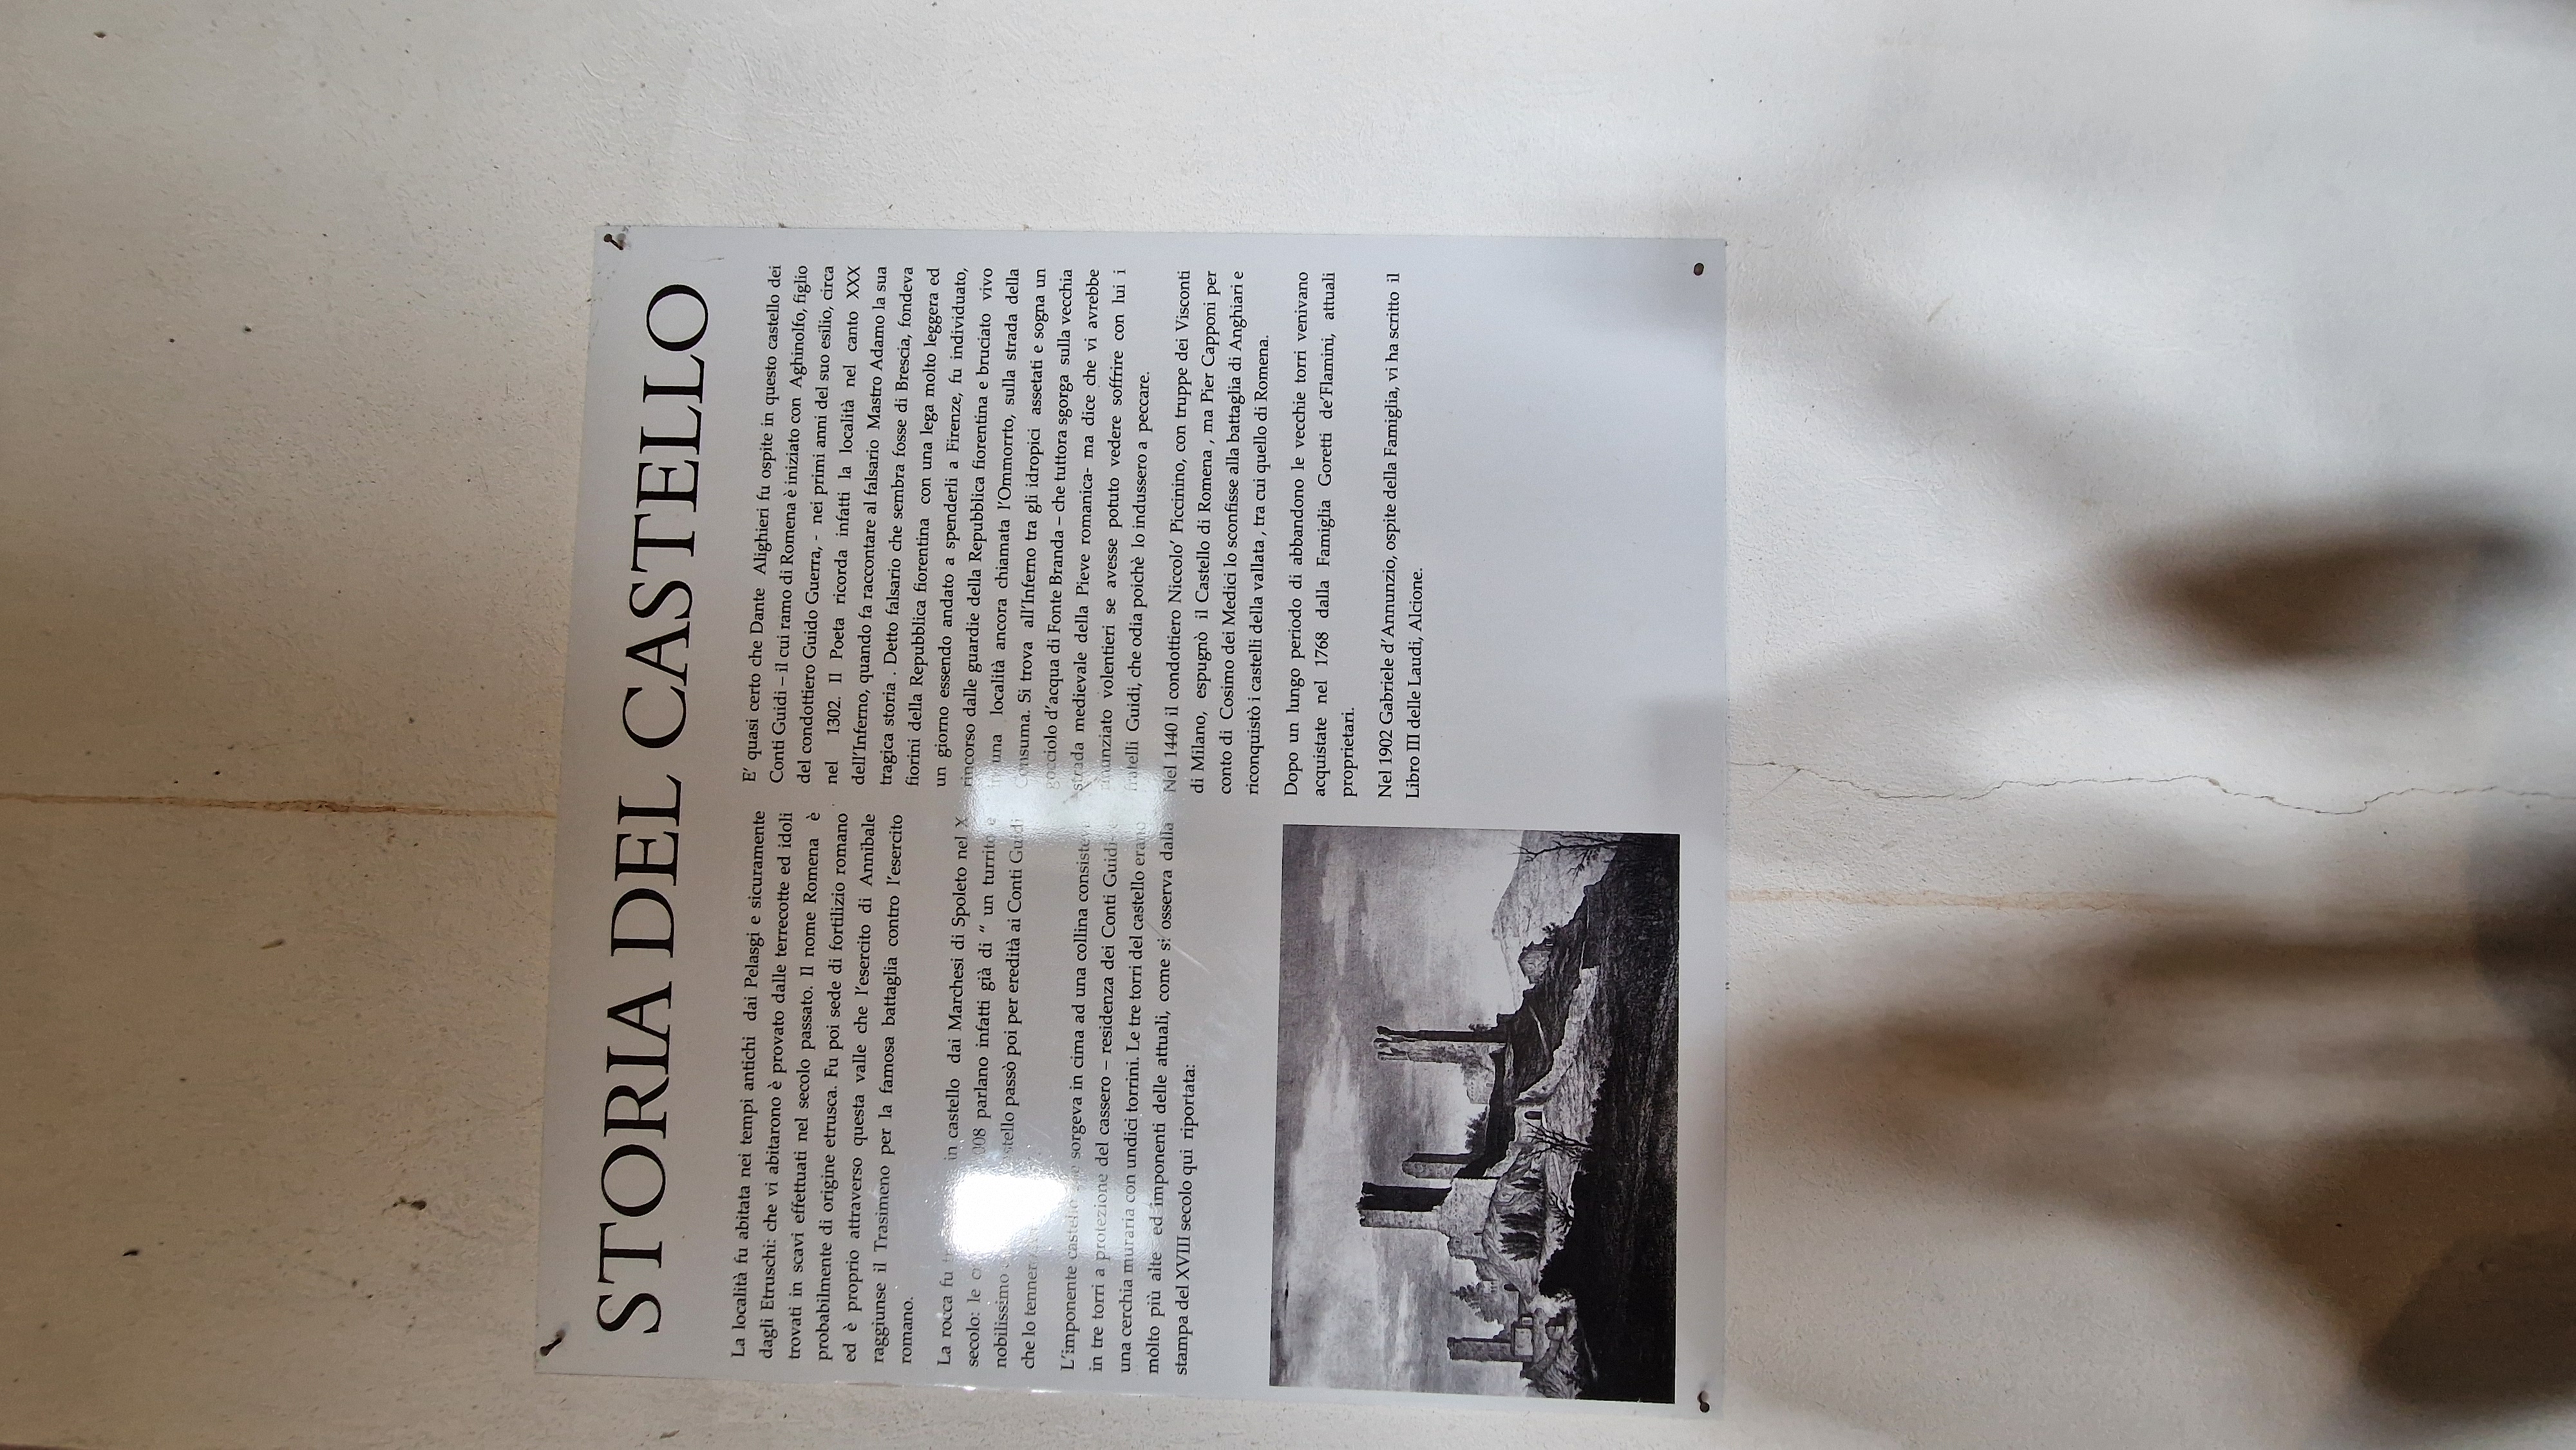 STORIA DEL CASTELLO
La località fu abitata nei tempi antichi dai Pelasgi e sicuramente
dagli Etruschi: che vi abitarono è provato dalle terrecotte ed idoli
trovati in scavi effettuati nel secolo passato. Il nome Romena è
probabilmente di origine etrusca. Fu poi sede di fortilizio romano
ed è proprio attraverso questa valle che l'esercito di Annibale
raggiunse il Trasimeno per la famosa battaglia contro l'esercito
romano.
La rocca fu in castello dai Marchesi di Spoleto nel X
secolo: le parlano infatti già di “ un turrito e
nobilissimo passò poi per eredità ai Conti Guidi
che lo tennero
L'imponente castello sorgeva in cima ad una collina consisteva
in tre torri a protezione del cassero – residenza dei Conti Guidi e
una cerchia muraria con undici torrini. Le tre torri del castello erano
mòlto più alte ed imponenti delle attuali, come si osserva dalla
stampa del XVIII secolo qui riportata:
E' quasi certo che Dante Alighieri fu ospite in questo castello dei
Conti Guidi – il cui ramo di Romena è iniziato con Aghinolfo, figlio
del condottiero Guido Guerra, - nei primi anni del suo esilio, circa
nel 1302. Il Poeta ricorda infatti la località nel canto XXX
dell'Inferno, quando fa raccontare al falsario Mastro Adamo la sua
tragica storia . Detto falsario che sembra fosse di Brescia, fondeva
fiorini della Repubblica fiorentina con una lega molto leggera ed
un giorno essendo andato a spenderli a Firenze, fu individuato,
rincorso dalle guardie della Repubblica fiorentina e bruciato vivo
una località ancora chiamata l'Ommorrto, sulla strada della
Consuma. Si trova all'Inferno tra gli idropici assetati e sogna un
gocciolo d'acqua di Fonte Branda – che tuttora sgorga sulla vecchia
strada medievale della Pieve romanica- ma dice che vi avrebbe
rinunziato volentieri se avesse potuto vedere soffrire con lui i
fratelli Guidi, che odia poichè lo indussero a peccare.
Nel 1440 il condottiero Niccolo' Piccinino, con truppe dei Visconti
di Milano, espugnò il Castello di Romena , ma Pier Capponi per
conto di Cosimo dei Medici lo sconfisse alla battaglia di Anghiari e
riconquistò i castelli della vallata , tra cui quello di Romena.
Dopo un lungo periodo di abbandono le vecchie torri venivano
acquistate nel 1768 dalla Famiglia Goretti de'Flamini, attuali
proprietari.
Nel 1902 Gabriele d'Annunzio, ospite della Famiglia, vi ha scritto il
Libro III delle Laudi, Alcione.